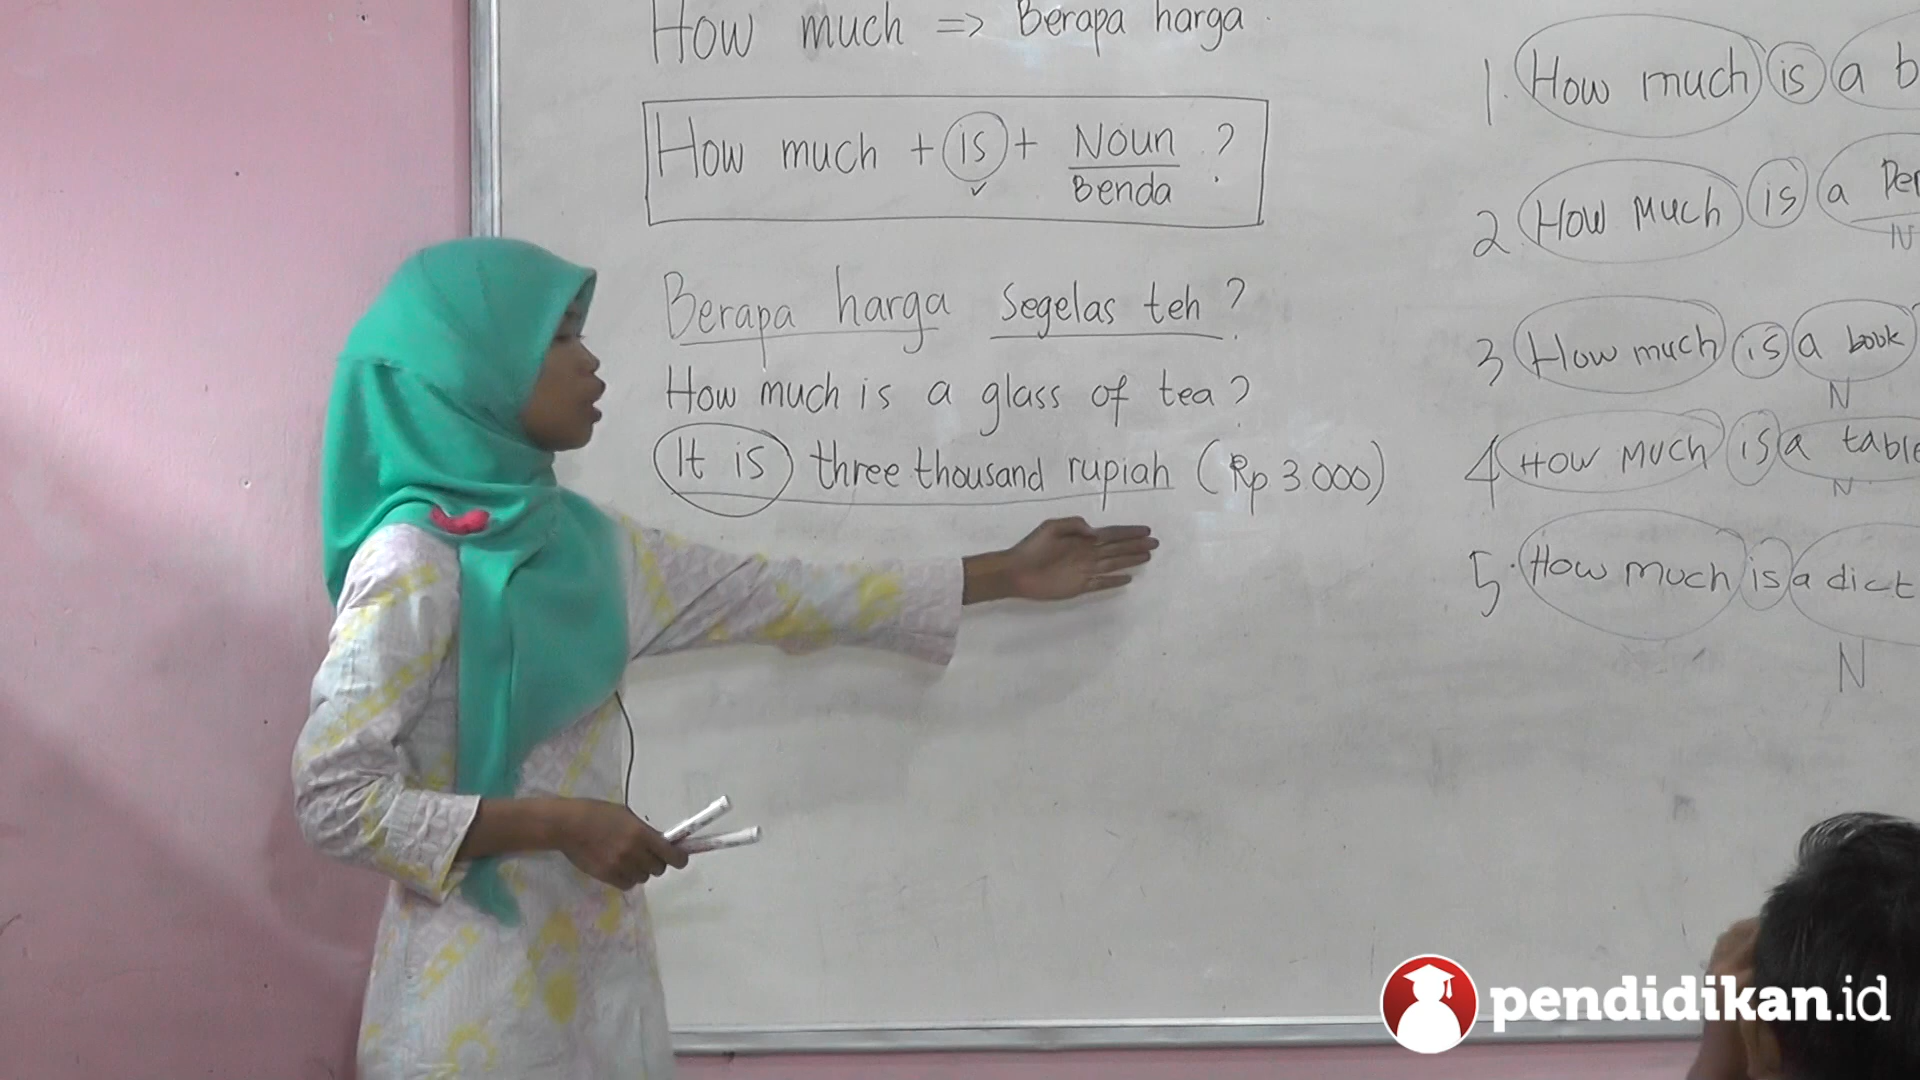 How much => Berapa harga
How much + is + Noun ?
Benda
Berapa harga segelas teh ?
How much is a glass of tea ?
It is three thousand rupiah (Rp 3.000)
1. How much is a
2. How much is a
N
3 How much is a book
N
4 How much is a table
N
5. How much is a
N
pendidikan.id